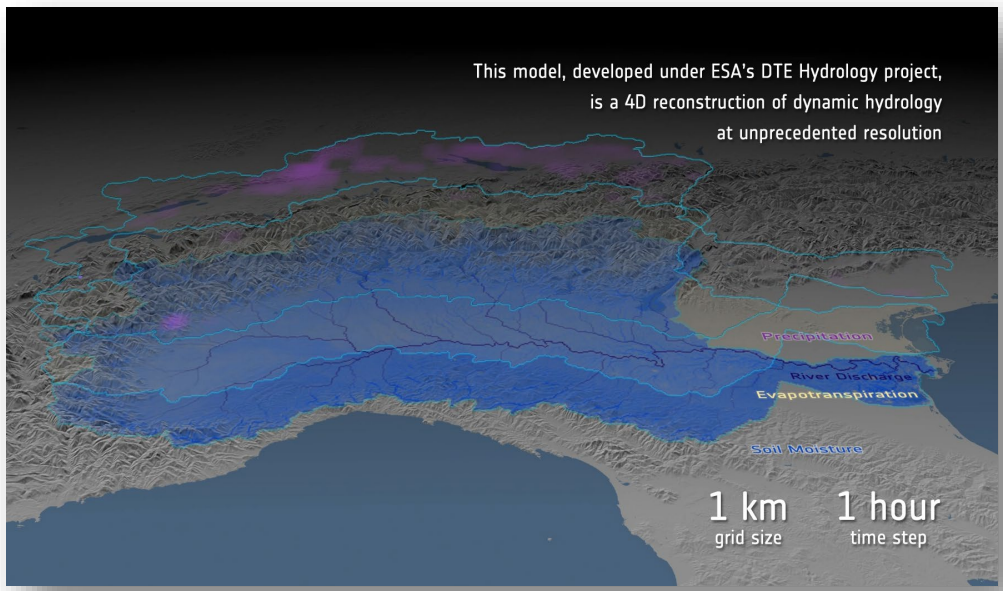 This model, developed under ESA's DTE Hydrology project,
is a 4D reconstruction of dynamic hydrology
at unprecedented resolution
Precipitation
River Discharge
Evapotranspiration
Soil Moisture
1 km
grid size
1 hour
time step